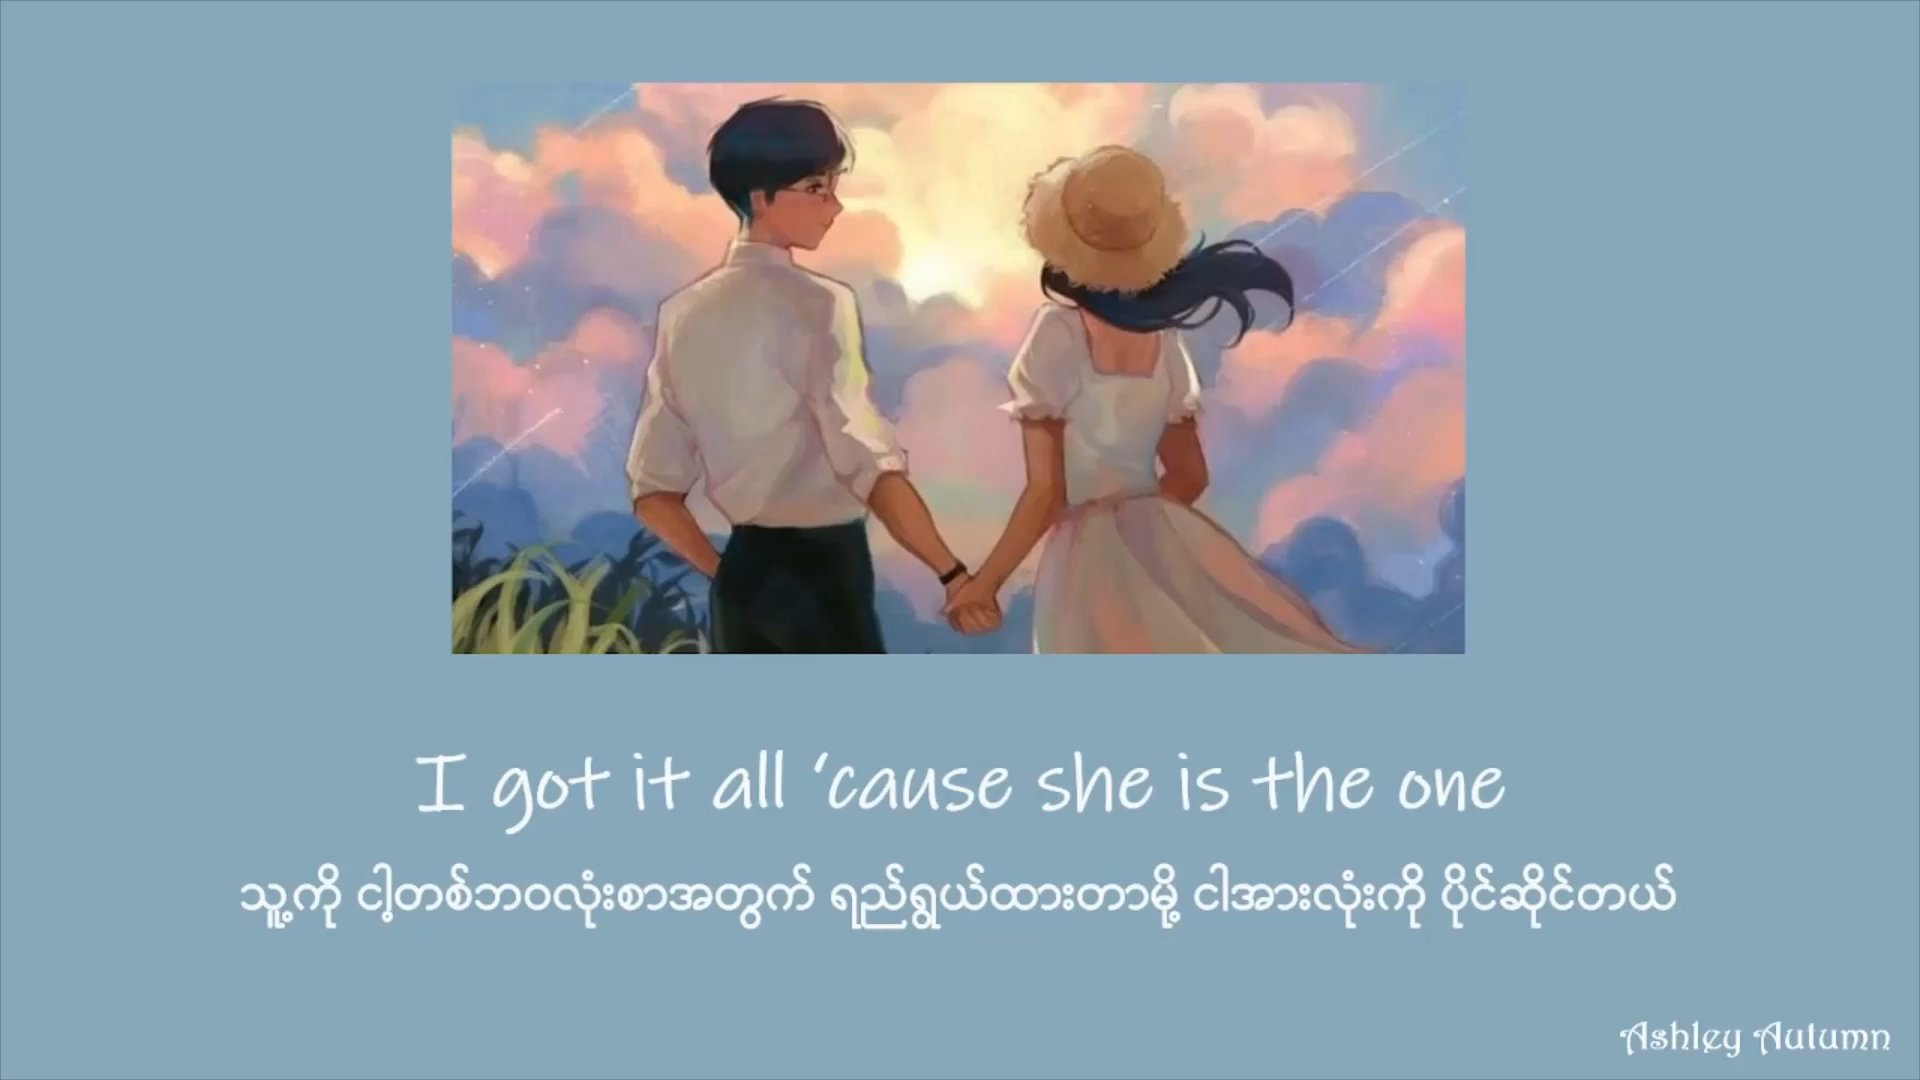 I got it all ‘cause she is the one
သူ့ကို ငါ့တစ်ဘဝလုံးစာအတွက် ရည်ရွယ်ထားတာမို့ ငါအားလုံးကို ပိုင်ဆိုင်တယ်
Ashley Autumn